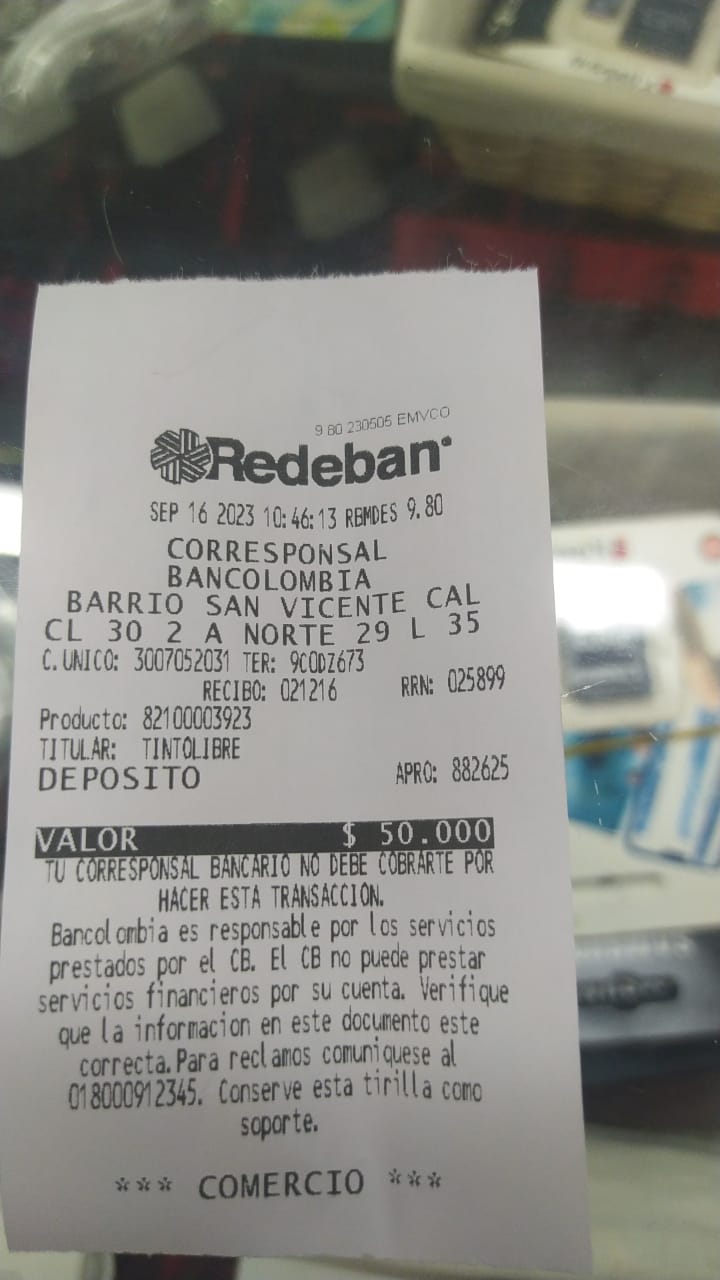 9 80 230505 EMVCO
Redeban
SEP 16 2023 10:46:13 RBMDES 9.80
CORRESPONSAL
BANCOLOMBIA
BARRIO SAN VICENTE CAL
CL 30 2 A NORTE 29 L 35
C.UNICO: 3007052031 TER: 9C0DZ673
RECIBO: 021216 RRN: 025899
Producto: 82100003923
TITULAR: TINTOLIBRE
DEPOSITO APRO: 882625
VALOR $ 50.000
TU CORRESPONSAL BANCARIO NO DEBE COBRARTE POR
HACER ESTA TRANSACCION.
Bancolombia es responsable por los servicios
prestados por el CB. El CB no puede prestar
servicios financieros por su cuenta. Verifique
que la informacion en este documento este
correcta. Para reclamos comuniquese al
018000912345. Conserve esta tirilla como
soporte.
*** COMERCIO ***